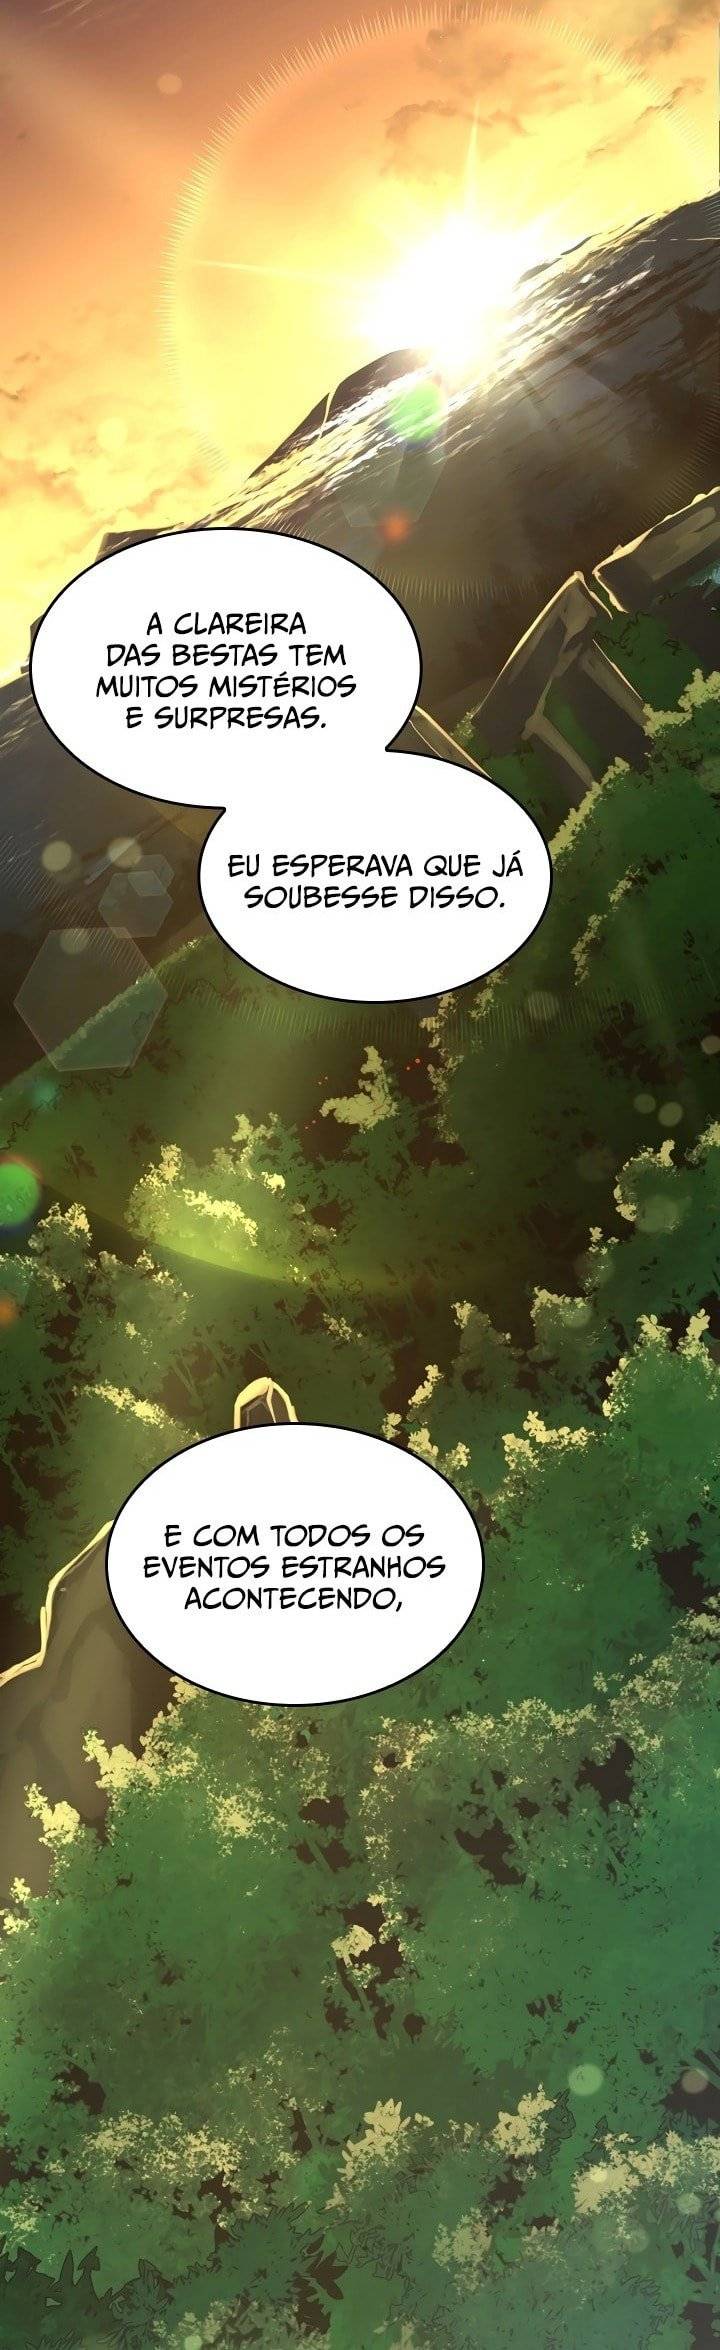 A CLAREIRA
DAS BESTAS TEM
MUITOS MISTÉRIOS
E SURPRESAS.
EU ESPERAVA QUE JÁ
SOUBESSE DISSO.
E COM TODOS OS
EVENTOS ESTRANHOS
ACONTECENDO,